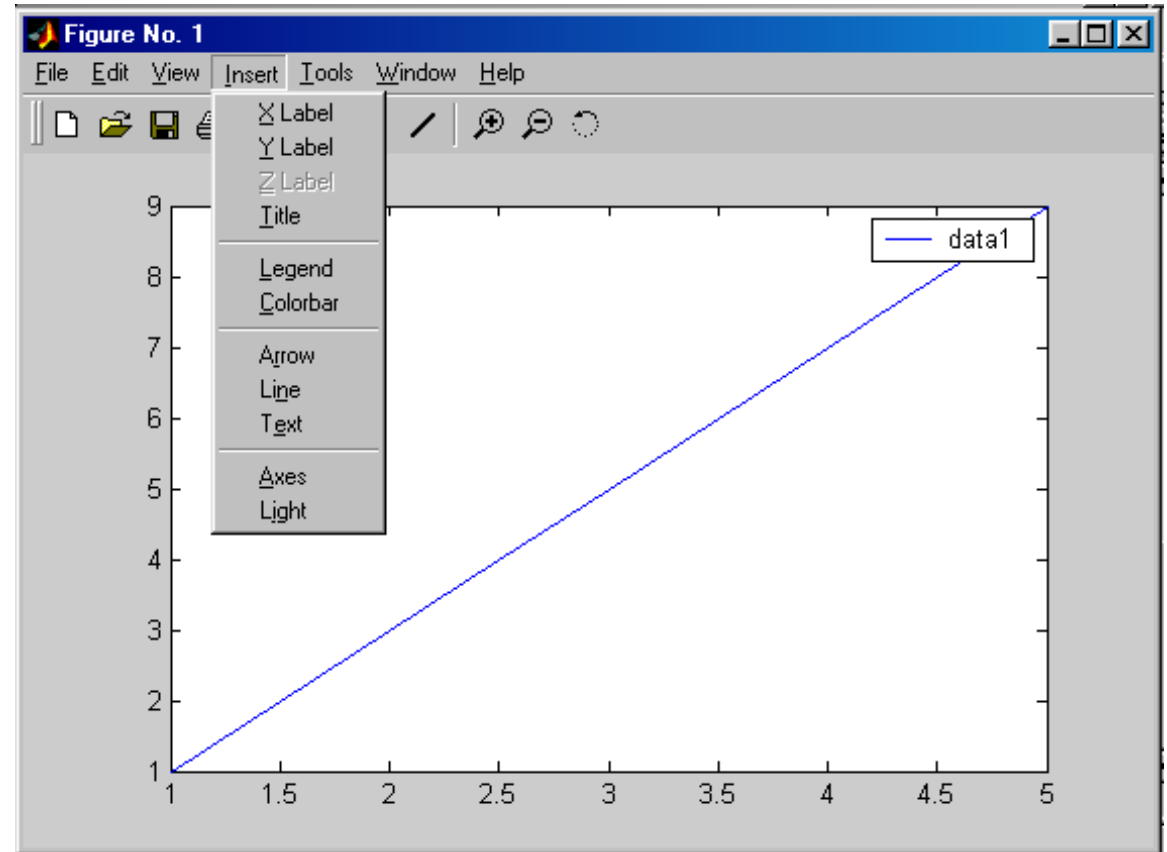 Figure No. 1
File Edit View Insert Tools Window Help
X Label
Y Label
Z Label
Title
Legend
Colorbar
Arrow
Line
Text
Axes
Light
data1
9
8
7
6
5
4
3
2
1
1 1.5 2 2.5 3 3.5 4 4.5 5